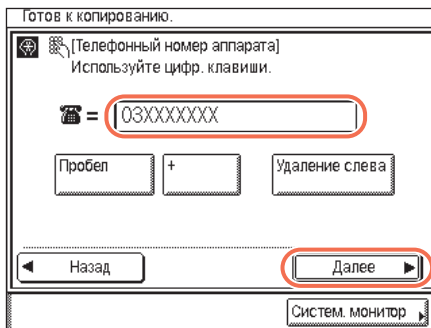 Готов к копированию.
[Телефонный номер аппарата]
Используйте цифр. клавиши.
= 03XXXXXXX
Пробел + Удаление слева
Назад Далее
Систем. монитор